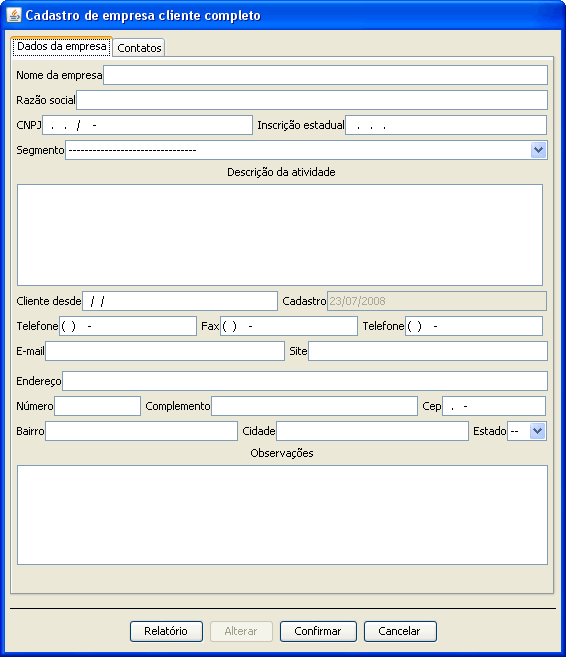 Cadastro de empresa cliente completo
Dados da empresa Contatos
Nome da empresa
Razão social
CNPJ . . / - Inscrição estadual . . .
Segmento --------------------------------
Descrição da atividade
Cliente desde / / Cadastro 23/07/2008
Telefone ( ) - Fax ( ) - Telefone ( ) -
E-mail Site
Endereço
Número Complemento Cep . -
Bairro Cidade Estado --
Observações
Relatório Alterar Confirmar Cancelar